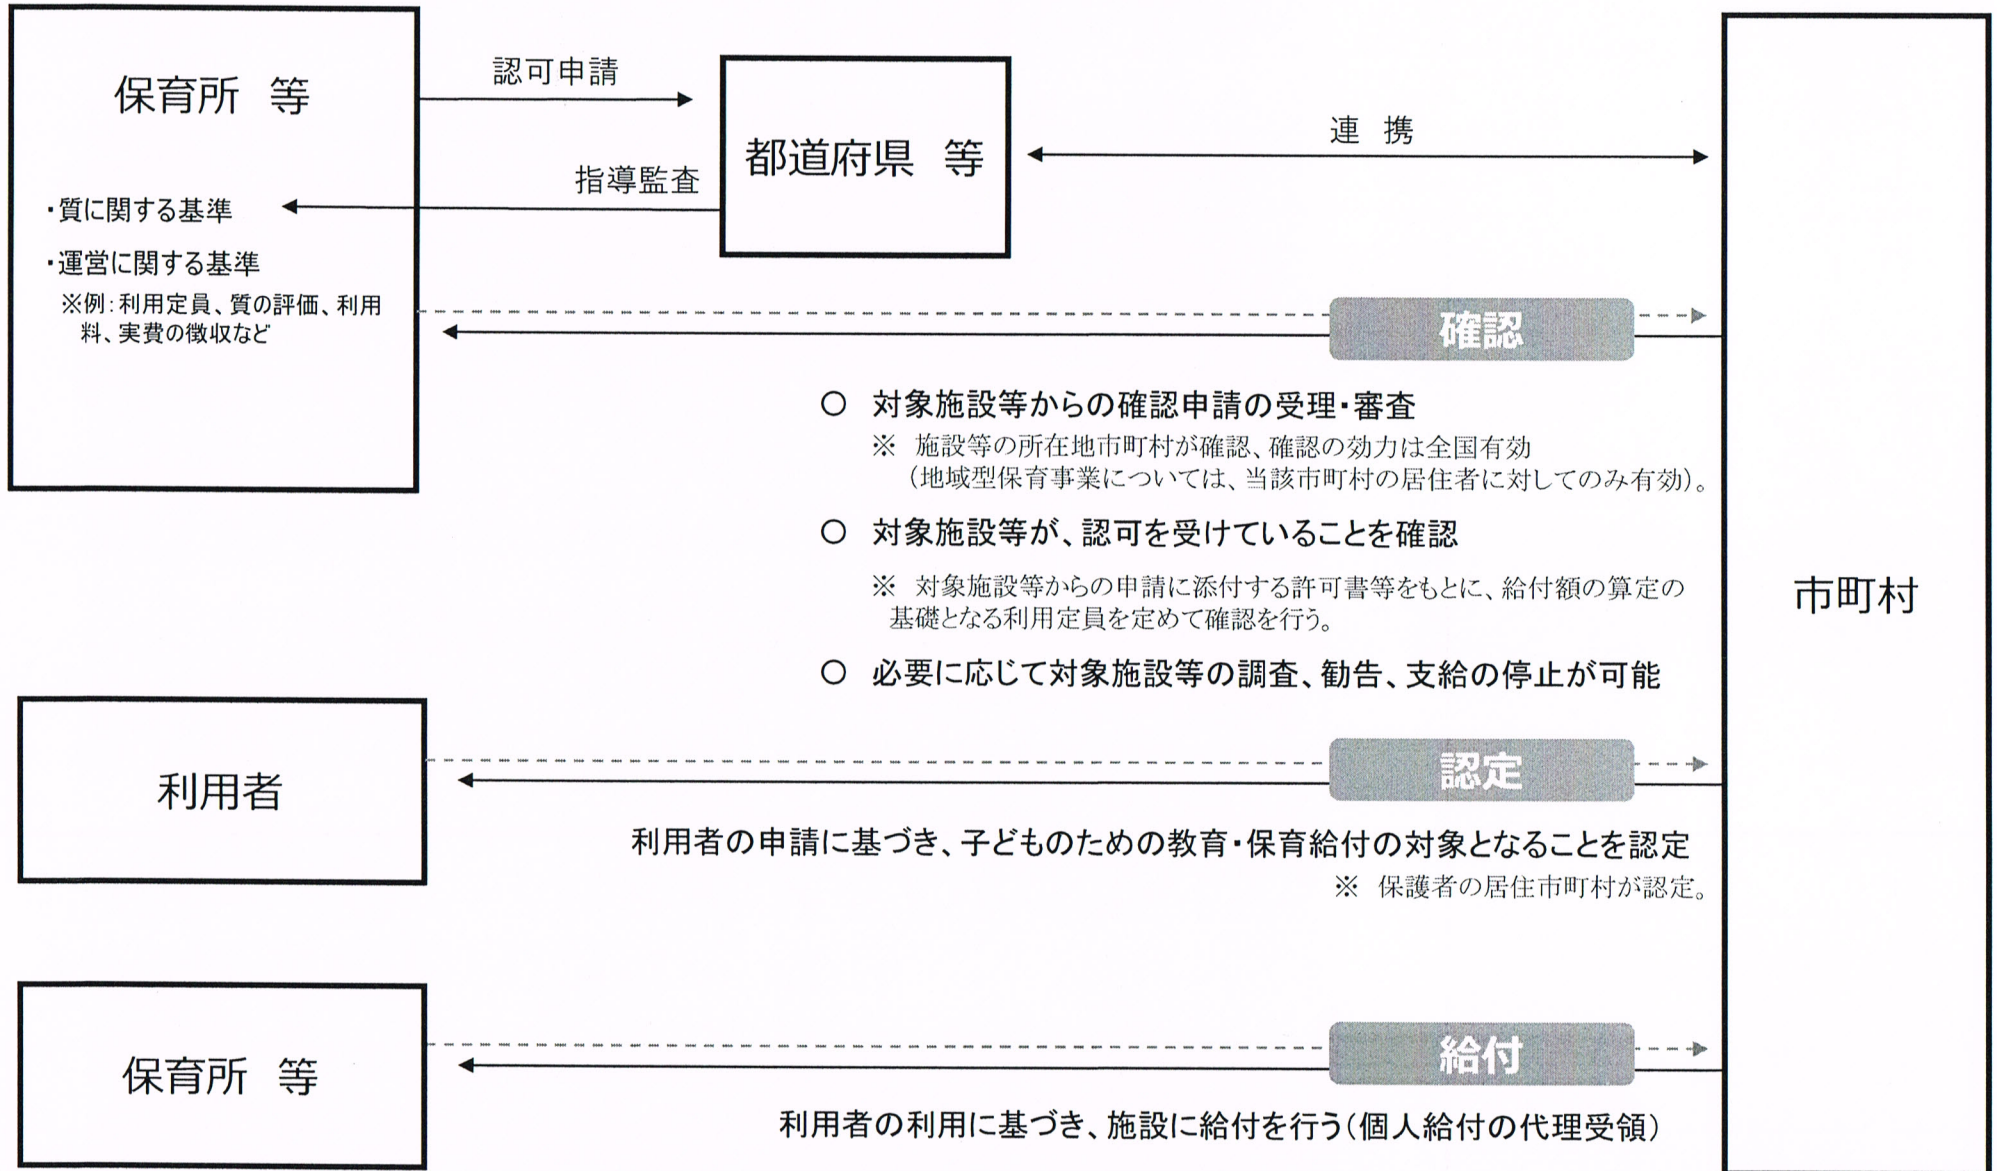 保育所 等
・質に関する基準
・運営に関する基準
※例：利用定員、質の評価、利用
料、実費の徴収など
認可申請
指導監査
都道府県 等
連 携
市町村
確認
○ 対象施設等からの確認申請の受理・審査
※ 施設等の所在地市町村が確認、確認の効力は全国有効
（地域型保育事業については、当該市町村の居住者に対してのみ有効）。
○ 対象施設等が、認可を受けていることを確認
※ 対象施設等からの申請に添付する許可書等をもとに、給付額の算定の
基礎となる利用定員を定めて確認を行う。
○ 必要に応じて対象施設等の調査、勧告、支給の停止が可能
利用者
認定
利用者の申請に基づき、子どものための教育・保育給付の対象となることを認定
※ 保護者の居住市町村が認定。
保育所 等
給付
利用者の利用に基づき、施設に給付を行う（個人給付の代理受領）